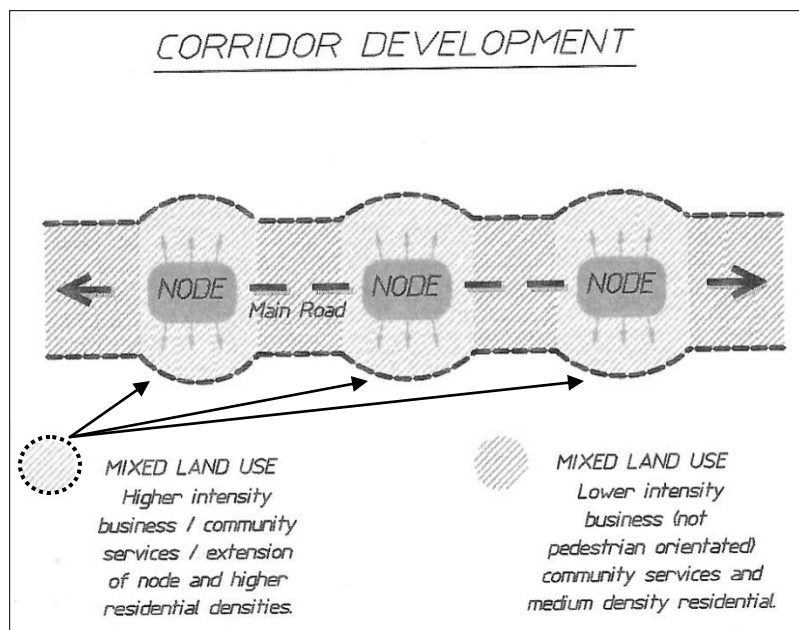 CORRIDOR DEVELOPMENT
NODE
NODE
NODE
Main Road
MIXED LAND USE
Higher intensity
business / community
services / extension
of node and higher
residential densities.
MIXED LAND USE
Lower intensity
business (not
pedestrian orientated)
community services and
medium density residential.